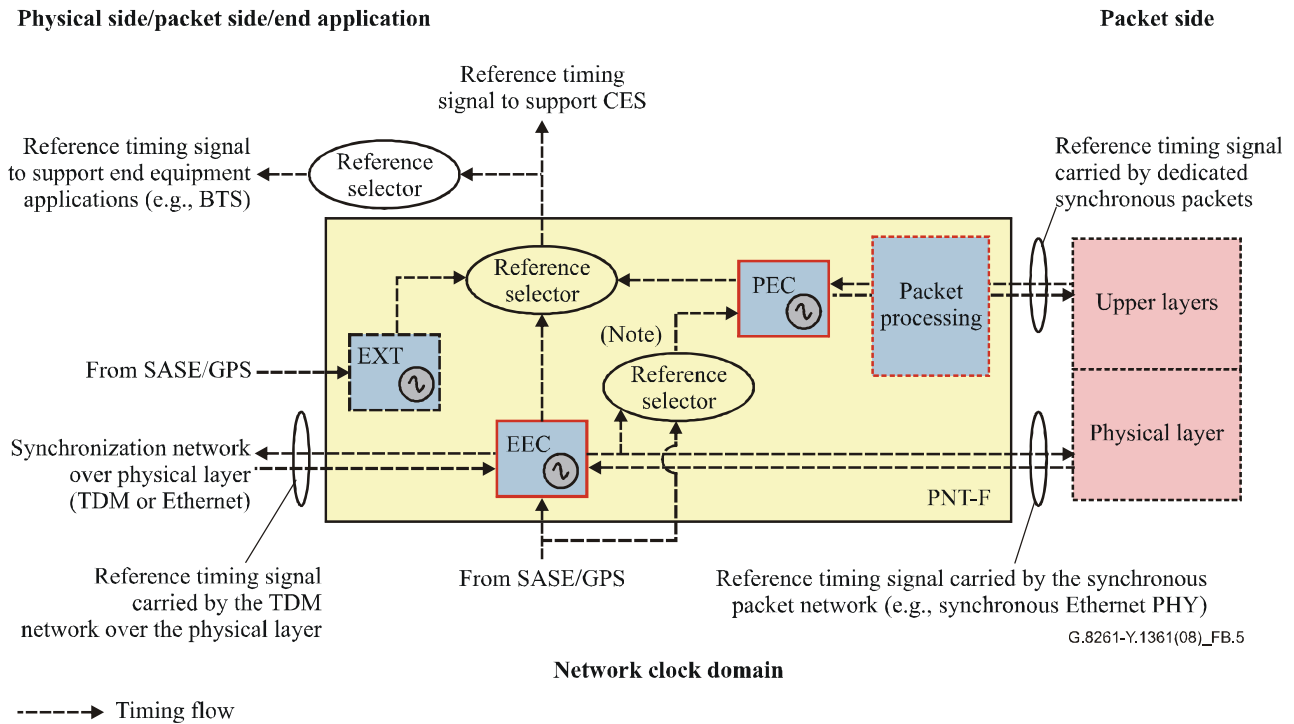 Physical side/packet side/end application
Packet side
Reference timing
signal to support CES
Reference timing signal
to support end equipment
applications (e.g., BTS)
Reference
selector
Reference timing signal
carried by dedicated
synchronous packets
Reference
selector
PEC
Packet
processing
Upper layers
(Note)
EXT
From SASE/GPS
Reference
selector
EEC
Physical layer
Synchronization network
over physical layer
(TDM or Ethernet)
PNT-F
From SASE/GPS
Reference timing signal
carried by the TDM
network over the physical layer
Reference timing signal carried by the synchronous
packet network (e.g., synchronous Ethernet PHY)
G.8261-Y.1361(08)_FB.5
Network clock domain
Timing flow